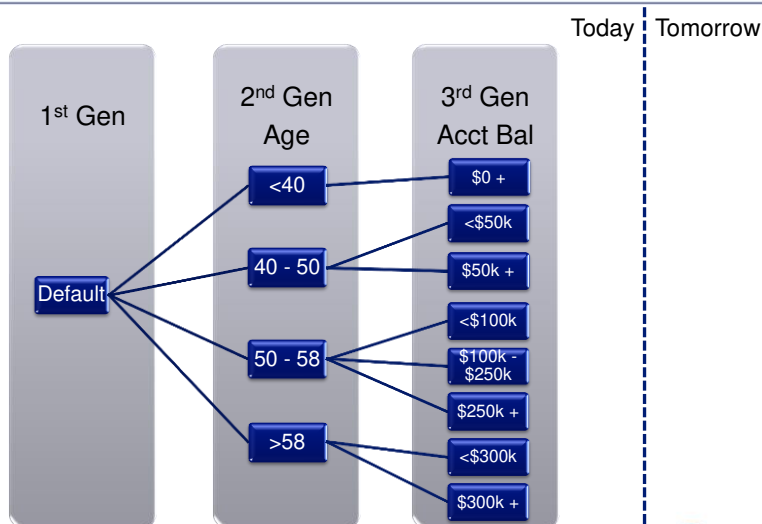 Today Tomorrow
1st Gen
Default
2nd Gen
Age
<40
40 - 50
50 - 58
>58
3rd Gen
Acct Bal
$0 +
<$50k
$50k +
<$100k
$100k -
$250k
$250k +
<$300k
$300k +